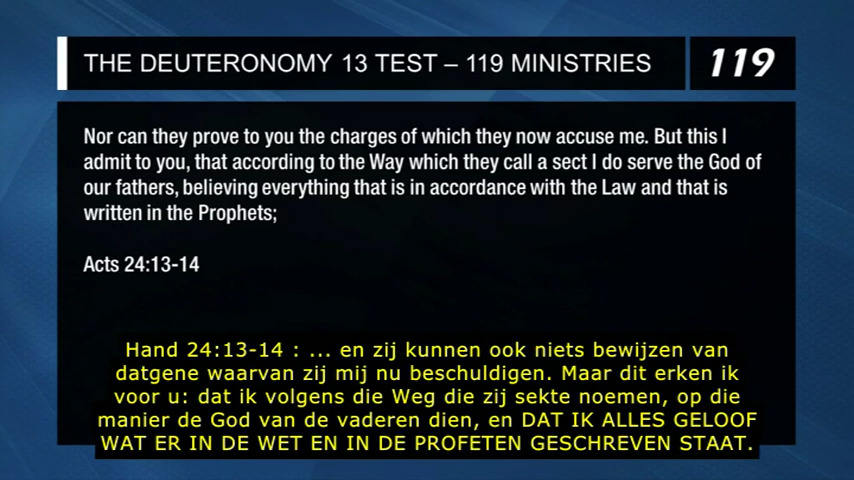 THE DEUTERONOMY 13 TEST – 119 MINISTRIES
119
Nor can they prove to you the charges of which they now accuse me. But this I
admit to you, that according to the Way which they call a sect I do serve the God of
our fathers, believing everything that is in accordance with the Law and that is
written in the Prophets;
Acts 24:13-14
Hand 24:13-14 : ... en zij kunnen ook niets bewijzen van
datgene waarvan zij mij nu beschuldigen. Maar dit erken ik
voor u: dat ik volgens die Weg die zij sekte noemen, op die
manier de God van de vaderen dien, en DAT IK ALLES GELOOF
WAT ER IN DE WET EN IN DE PROFETEN GESCHREVEN STAAT.